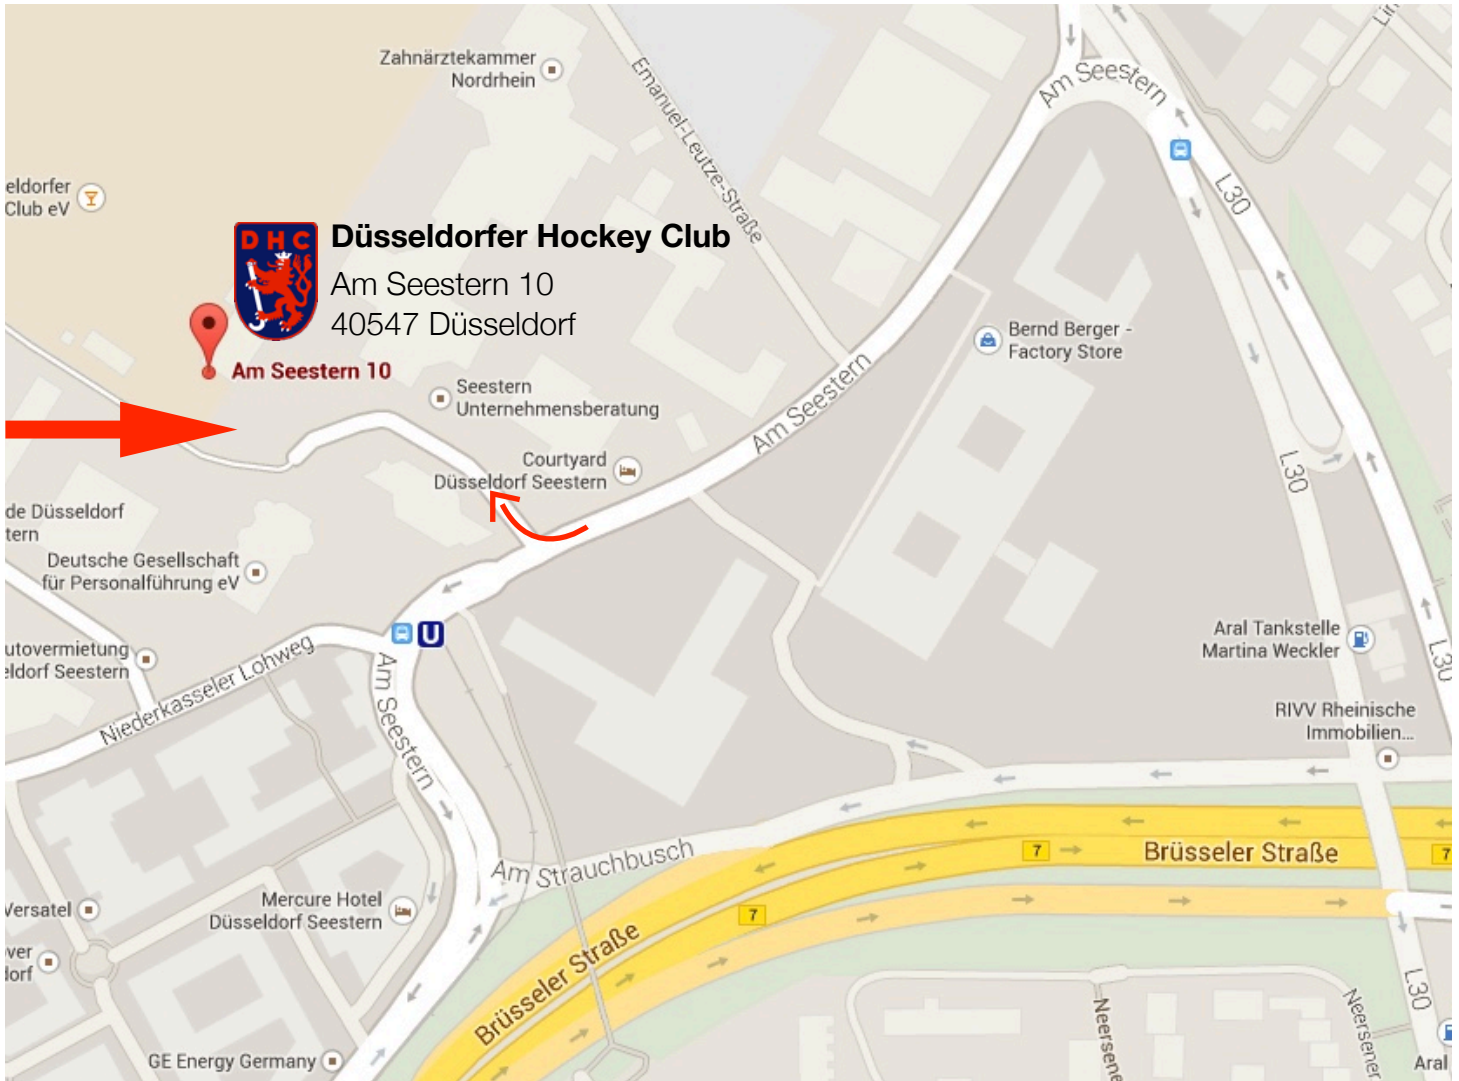 Zahnärztekammer
Nordrhein
Emanuel-Leutze-Straße
Am Seestern
L30
eldorfer
Club eV
DHC
Düsseldorfer Hockey Club
Am Seestern 10
40547 Düsseldorf
Am Seestern 10
Bernd Berger -
Factory Store
Seestern
Unternehmensberatung
Am Seestern
Courtyard
Düsseldorf Seestern
L30
de Düsseldorf
tern
Deutsche Gesellschaft
für Personalführung eV
U
utovermietung
eldorf Seestern
Niederkasseler Lohweg
Am Seestern
Aral Tankstelle
Martina Weckler
L30
RIVV Rheinische
Immobilien...
Am Strauchbusch
7
Brüsseler Straße
7
Mercure Hotel
Düsseldorf Seestern
Versatel
7
over
dorf
Brüsseler Straße
L30
Neersene
Neersener
GE Energy Germany
Aral